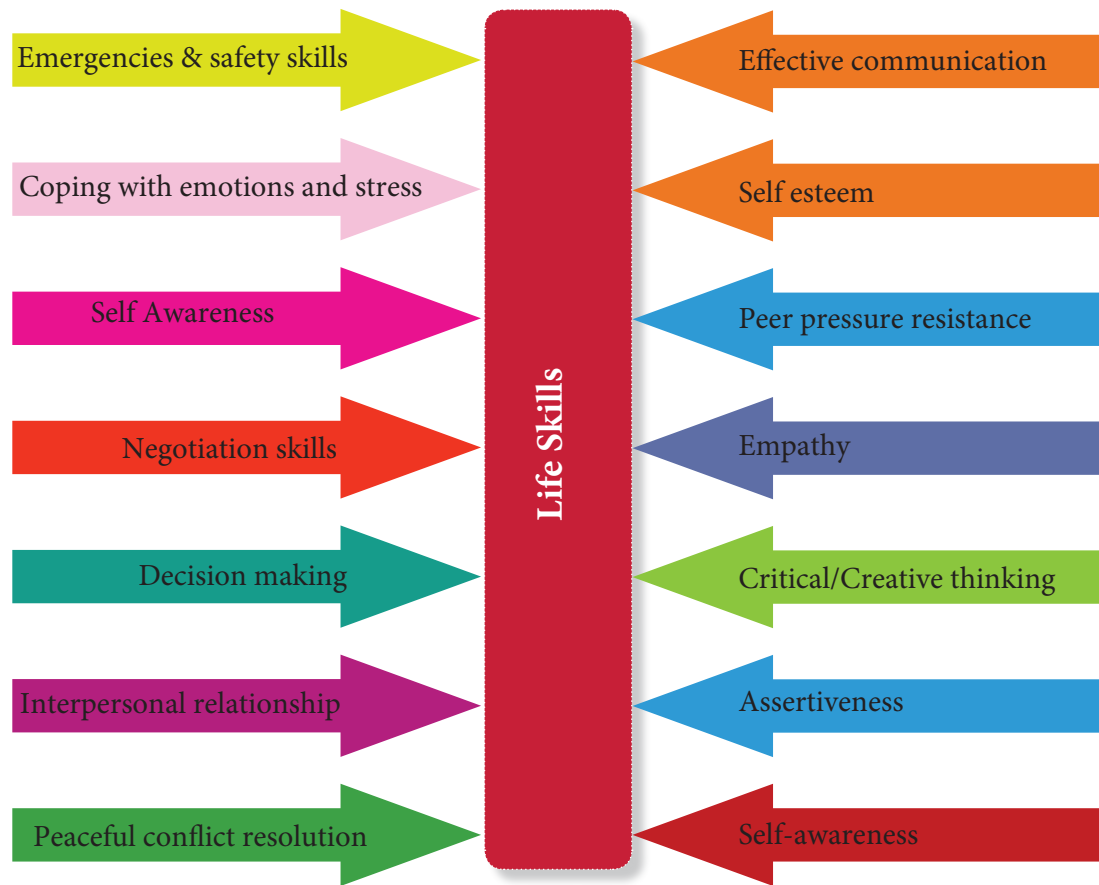 Emergencies & safety skills
Coping with emotions and stress
Self Awareness
Negotiation skills
Decision making
Interpersonal relationship
Peaceful conflict resolution
Life Skills
Effective communication
Self esteem
Peer pressure resistance
Empathy
Critical/Creative thinking
Assertiveness
Self-awareness